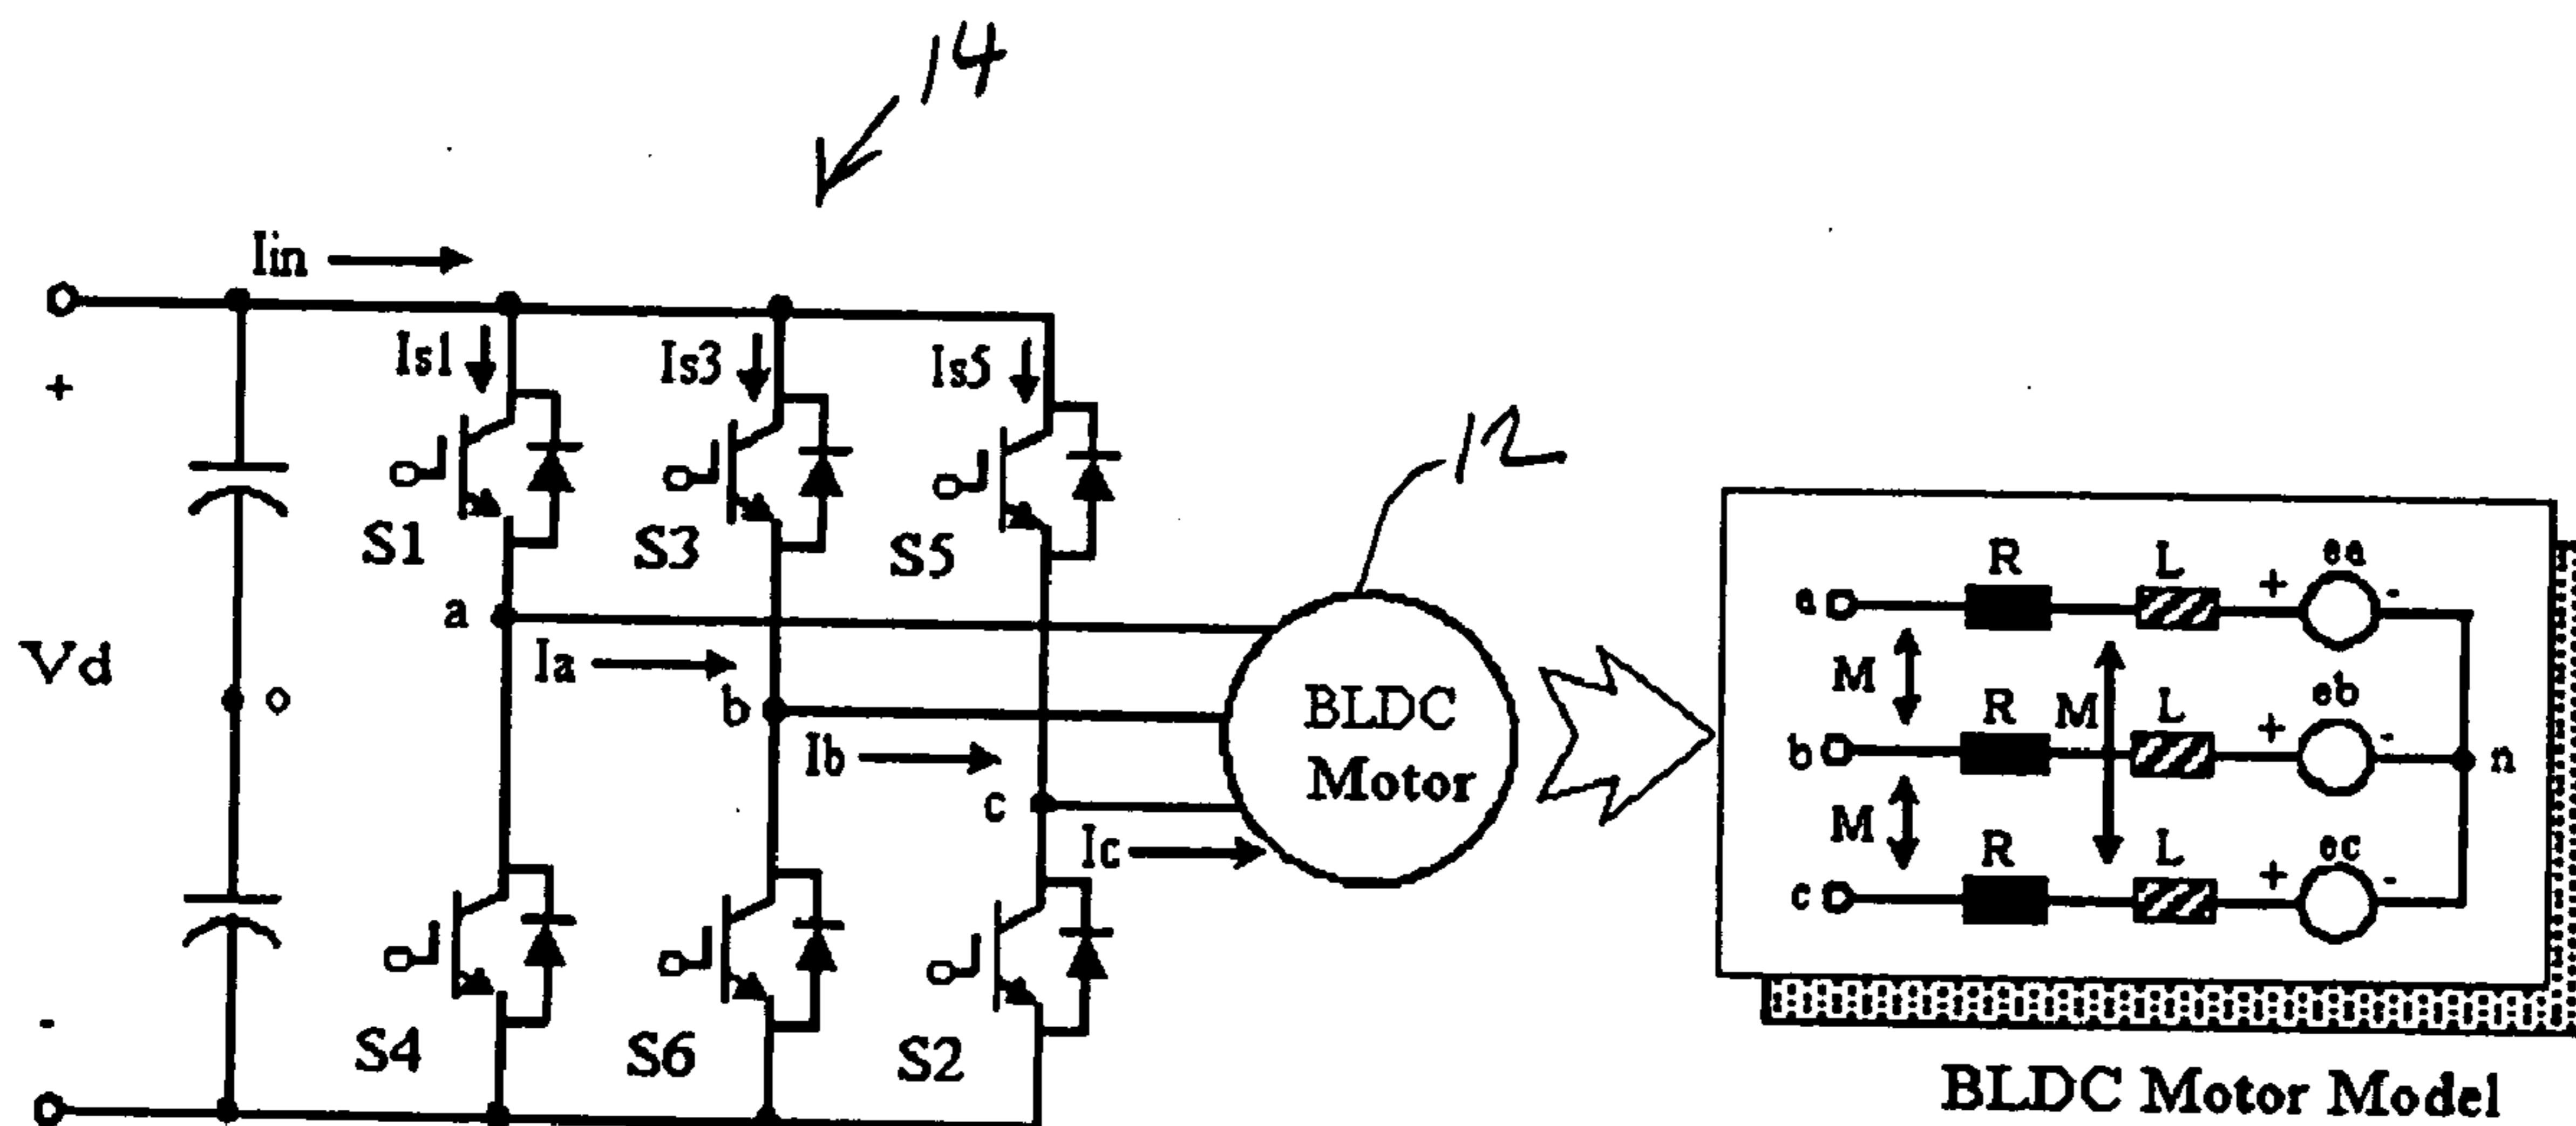 14
Iin
+
Is1
Is3
Is5
12
S1
S3
S5
a
Vd
o
Ia
b
Ib
c
Ic
BLDC
Motor
-
S4
S6
S2
R
L
+
ea
-
a
M
R
M
L
+
eb
-
b
n
M
R
L
+
ec
-
c
BLDC Motor Model